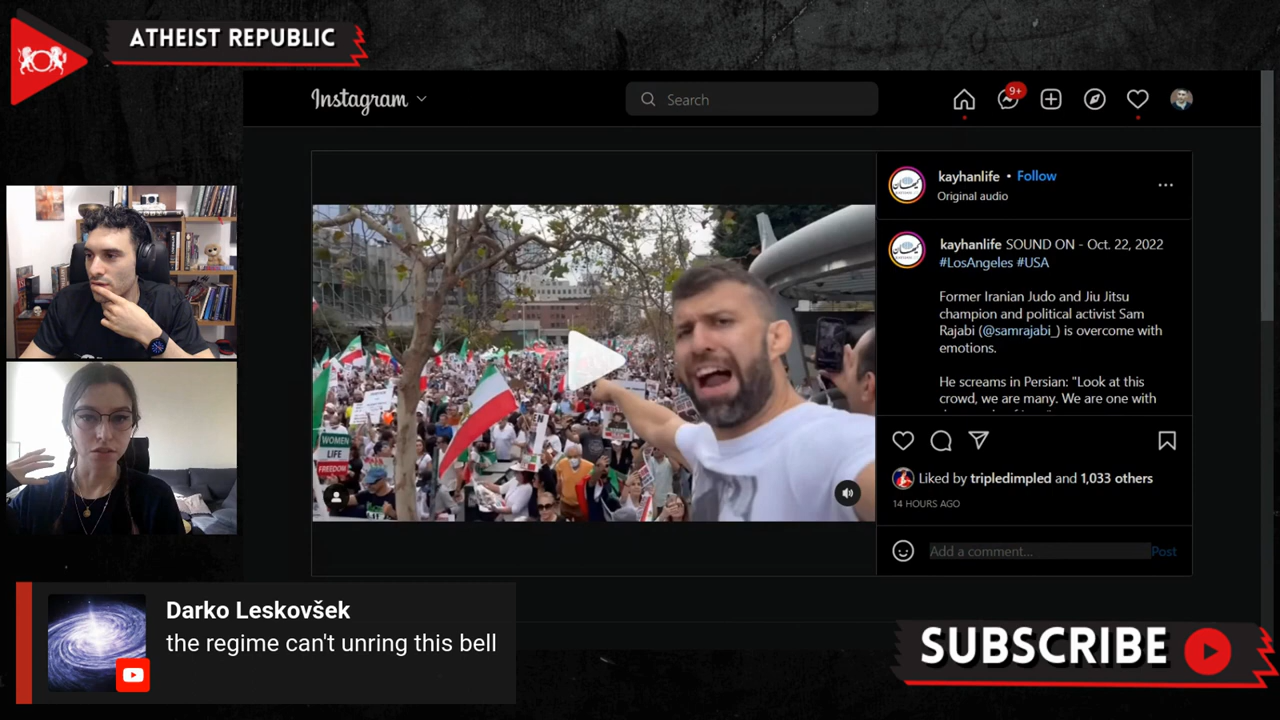 ATHEIST REPUBLIC
Instagram
Search
9+
kayhanlife • Follow
Original audio
kayhanlife SOUND ON - Oct. 22, 2022
#LosAngeles #USA
Former Iranian Judo and Jiu Jitsu
champion and political activist Sam
Rajabi (@samrajabi_) is overcome with
emotions.
He screams in Persian: "Look at this
crowd, we are many. We are one with
WOMEN
LIFE
FREEDOM
Liked by tripledimpled and 1,033 others
14 HOURS AGO
Add a comment...
Post
Darko Leskovšek
the regime can't unring this bell
SUBSCRIBE